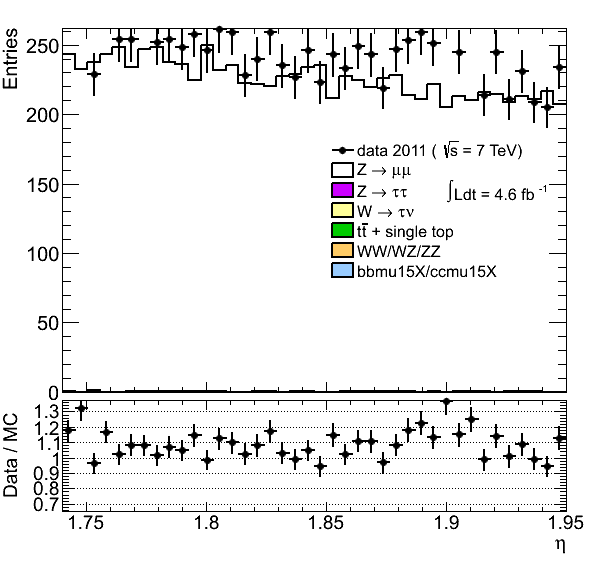 Entries
250
200
150
100
50
0
data 2011 ( √s = 7 TeV)
Z → μμ
Z → ττ
∫Ldt = 4.6 fb⁻¹
W → τν
tt̅ + single top
WW/WZ/ZZ
bbmu15X/ccmu15X
Data / MC
1.3
1.2
1.1
1
0.9
0.8
0.7
1.75 1.8 1.85 1.9 1.95
η